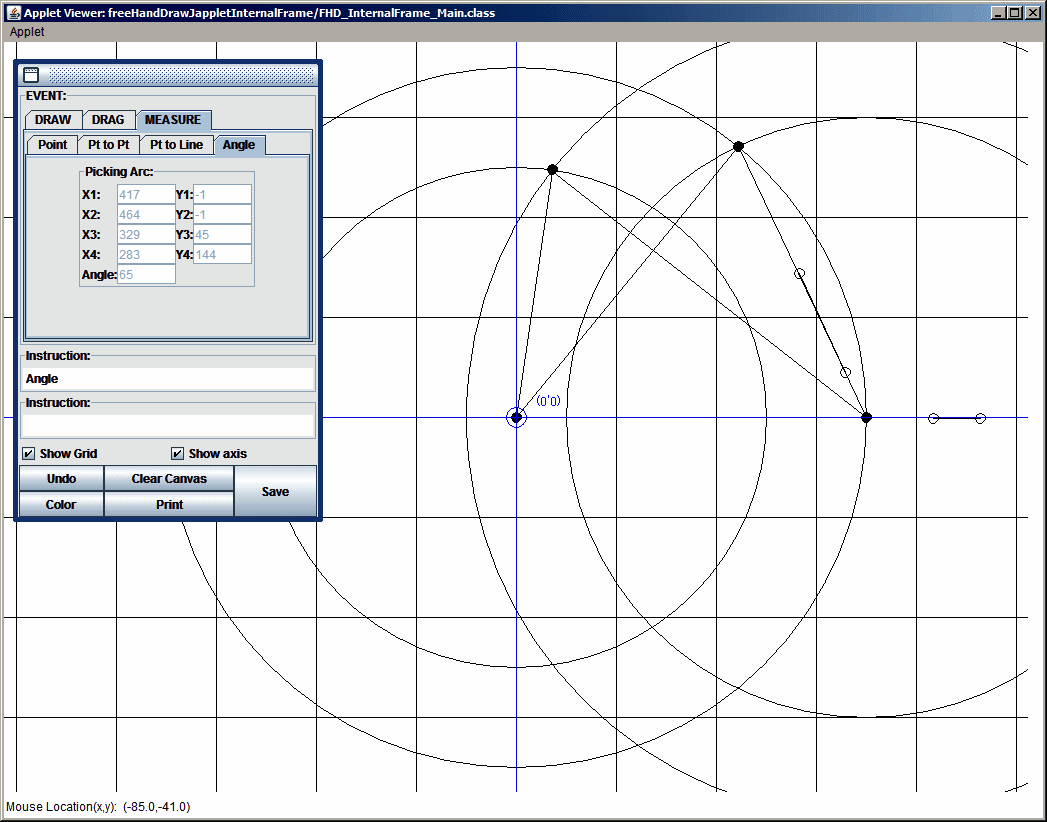 Applet Viewer: freeHandDrawJappletInternalFrame/FHD_InternalFrame_Main.class
Applet
EVENT:
DRAW DRAG MEASURE
Point Pt to Pt Pt to Line Angle
Picking Arc:
X1: 417 Y1: -1
X2: 464 Y2: -1
X3: 329 Y3: 45
X4: 283 Y4: 144
Angle: 65
Instruction:
Angle
Instruction:
Show Grid Show axis
Undo Clear Canvas Save
Color Print
(0'0)
Mouse Location(x,y): (-85.0,-41.0)